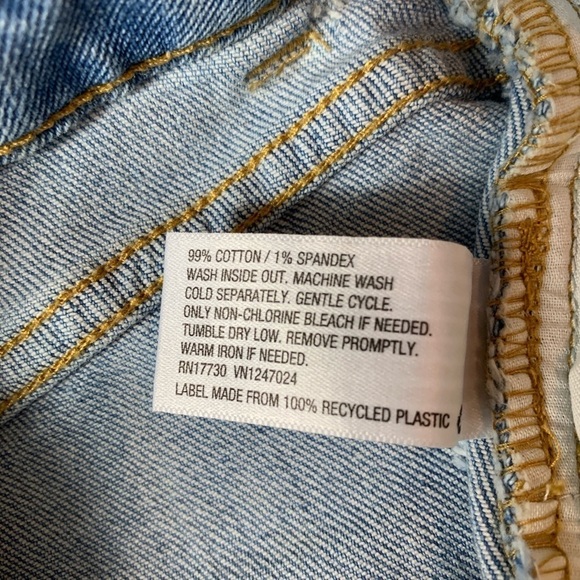 99% COTTON / 1% SPANDEX
WASH INSIDE OUT. MACHINE WASH
COLD SEPARATELY. GENTLE CYCLE.
ONLY NON-CHLORINE BLEACH IF NEEDED.
TUMBLE DRY LOW. REMOVE PROMPTLY.
WARM IRON IF NEEDED.
RN17730 VN1247024
LABEL MADE FROM 100% RECYCLED PLASTIC